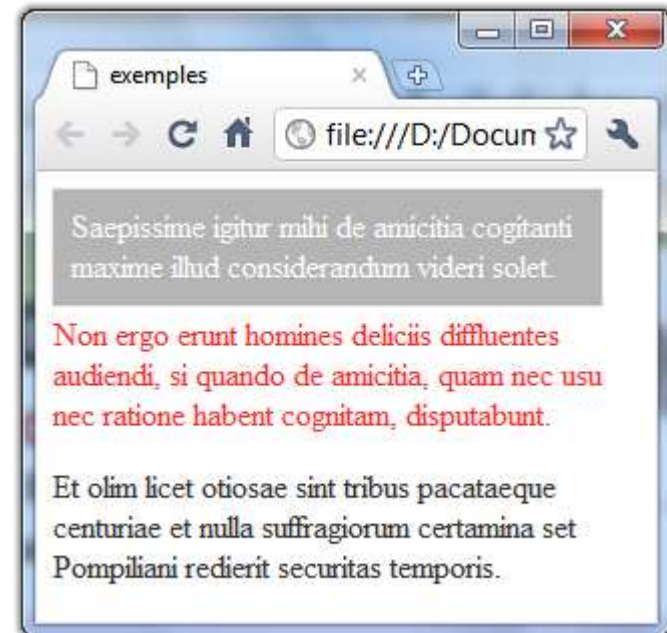 exemples
file:///D:/Docun
Saepissime igitur mihi de amicitia cogitanti
maxime illud considerandum videri solet.
Non ergo erunt homines deliciis diffluentes
audiendi, si quando de amicitia, quam nec usu
nec ratione habent cognitam, disputabunt.
Et olim licet otiosae sint tribus pacataeque
centuriae et nulla suffragiorum certamina set
Pompiliani redierit securitas temporis.